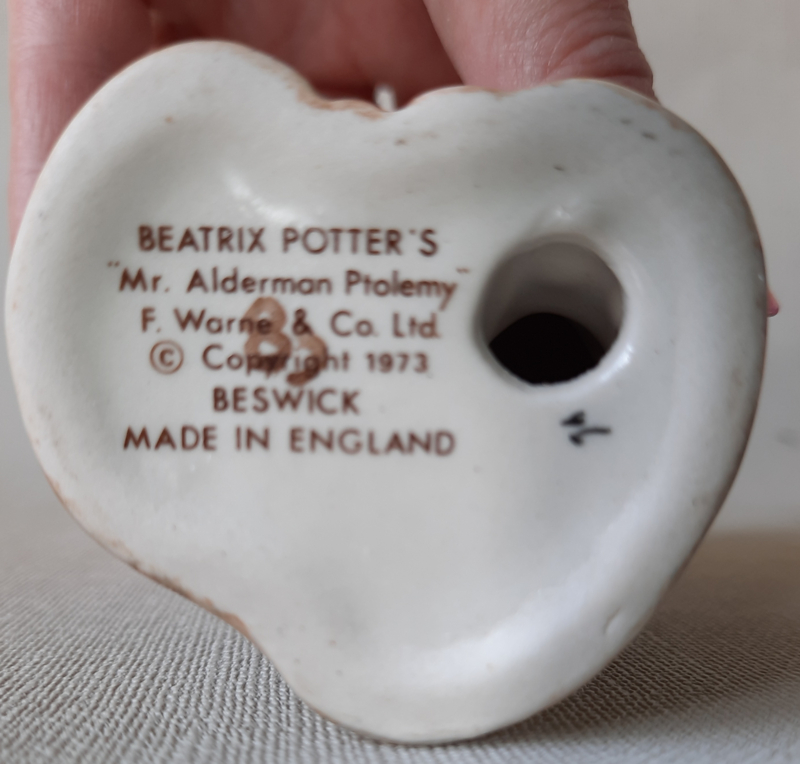 BEATRIX POTTER'S
"Mr. Alderman Ptolemy"
F. Warne & Co. Ltd.
© Copyright 1973
BESWICK
MADE IN ENGLAND